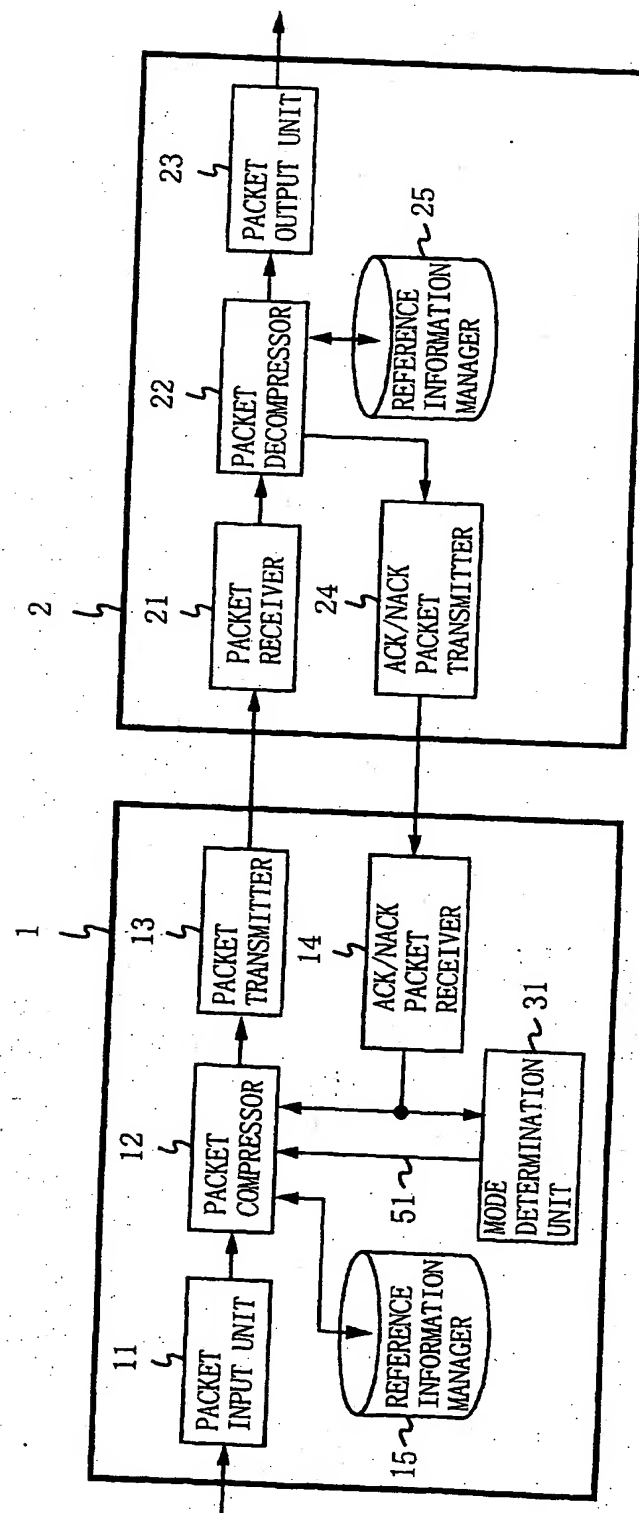 1
11
PACKET
INPUT UNIT
12
PACKET
COMPRESSOR
13
PACKET
TRANSMITTER
14
ACK/NACK
PACKET
RECEIVER
15
REFERENCE
INFORMATION
MANAGER
51
31
MODE
DETERMINATION
UNIT
2
21
PACKET
RECEIVER
22
PACKET
DECOMPRESSOR
23
PACKET
OUTPUT UNIT
24
ACK/NACK
PACKET
TRANSMITTER
25
REFERENCE
INFORMATION
MANAGER